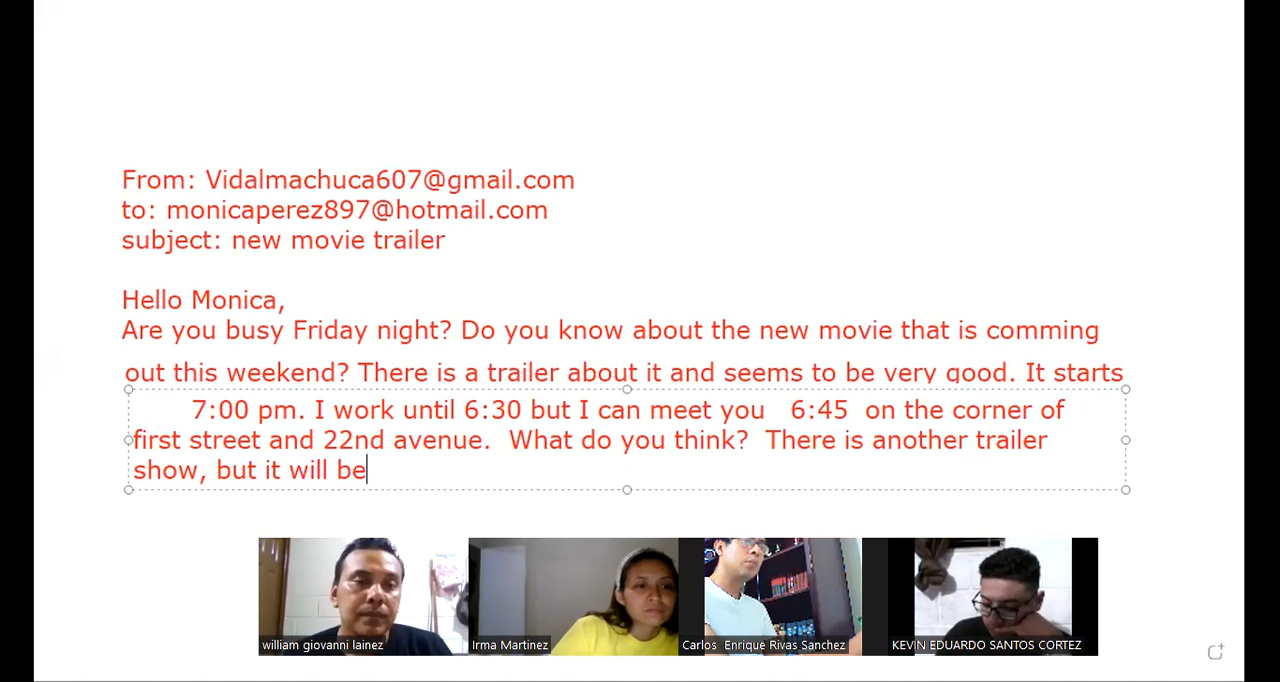 From: Vidalmachuca607@gmail.com
to: monicaperez897@hotmail.com
subject: new movie trailer
Hello Monica,
Are you busy Friday night? Do you know about the new movie that is comming
out this weekend? There is a trailer about it and seems to be very good. It starts
7:00 pm. I work until 6:30 but I can meet you 6:45 on the corner of
first street and 22nd avenue. What do you think? There is another trailer
show, but it will be
william giovanni lainez
Irma Martinez
Carlos Enrique Rivas Sanchez
KEVIN EDUARDO SANTOS CORTEZ